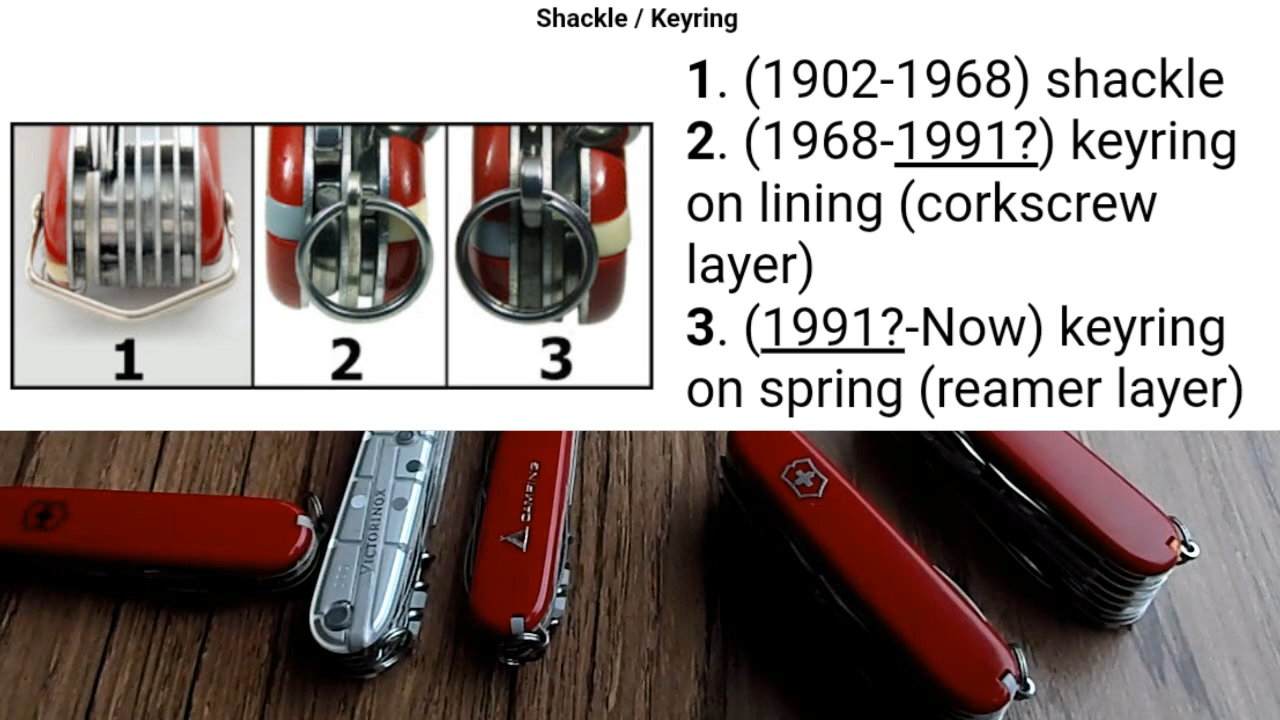 Shackle / Keyring
1. (1902-1968) shackle
2. (1968-1991?) keyring
on lining (corkscrew
layer)
3. (1991?-Now) keyring
on spring (reamer layer)
1 2 3
VICTORINOX
CAMPING